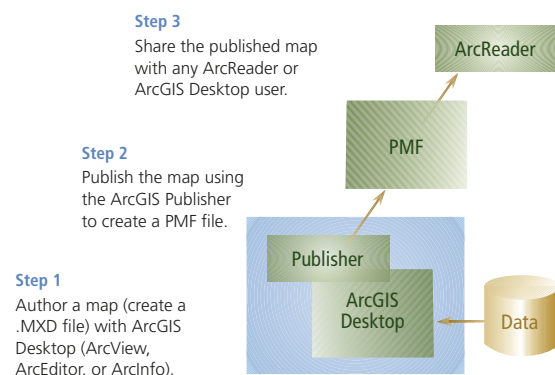 Step 3
Share the published map
with any ArcReader or
ArcGIS Desktop user.
ArcReader
PMF
Step 2
Publish the map using
the ArcGIS Publisher
to create a PMF file.
Publisher
ArcGIS
Desktop
Data
Step 1
Author a map (create a
.MXD file) with ArcGIS
Desktop (ArcView,
ArcEditor, or ArcInfo).